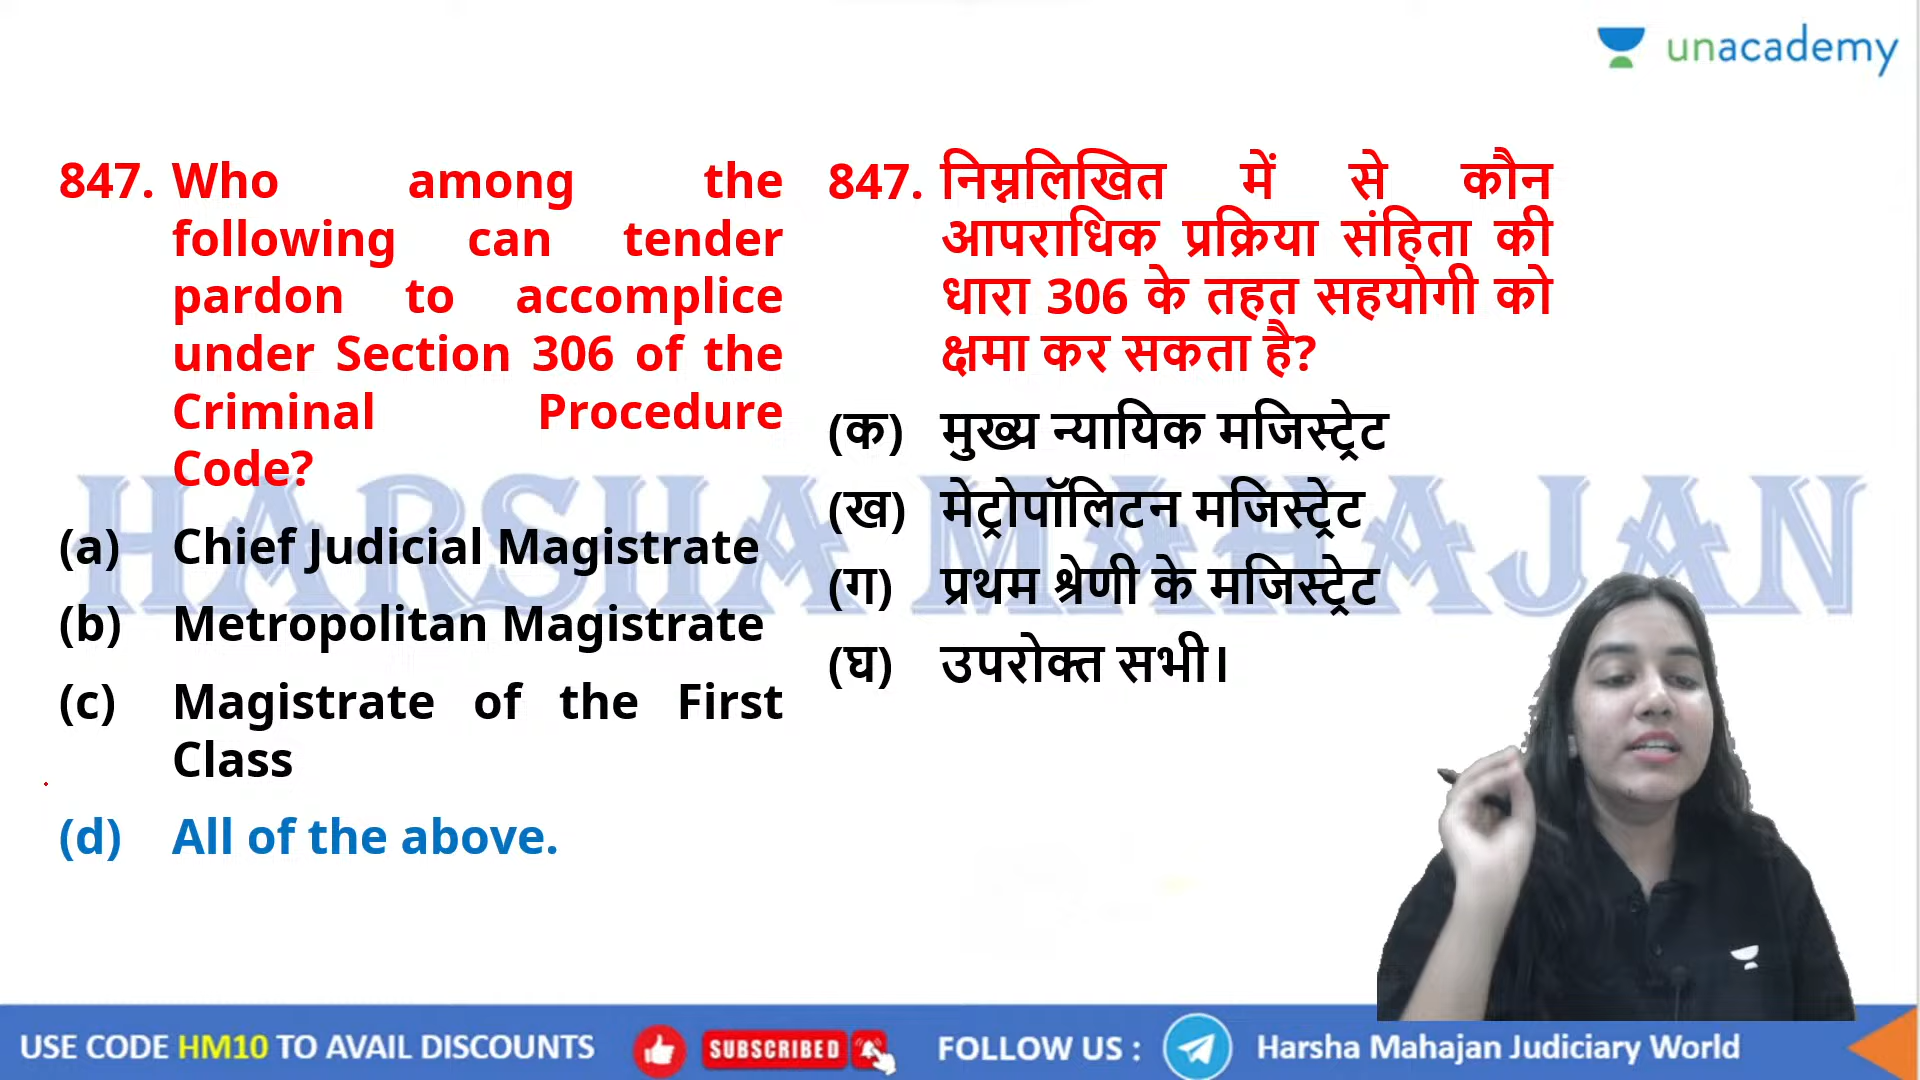 unacademy
847. Who among the
following can tender
pardon to accomplice
under Section 306 of the
Criminal Procedure
Code?
(a) Chief Judicial Magistrate
(b) Metropolitan Magistrate
(c) Magistrate of the First
Class
(d) All of the above.
847. निम्नलिखित में से कौन
आपराधिक प्रक्रिया संहिता की
धारा 306 के तहत सहयोगी को
क्षमा कर सकता है?
(क) मुख्य न्यायिक मजिस्ट्रेट
(ख) मेट्रोपॉलिटन मजिस्ट्रेट
(ग) प्रथम श्रेणी के मजिस्ट्रेट
(घ) उपरोक्त सभी।
HARSHA MAHAJAN
USE CODE HM10 TO AVAIL DISCOUNTS
SUBSCRIBED
FOLLOW US :
Harsha Mahajan Judiciary World